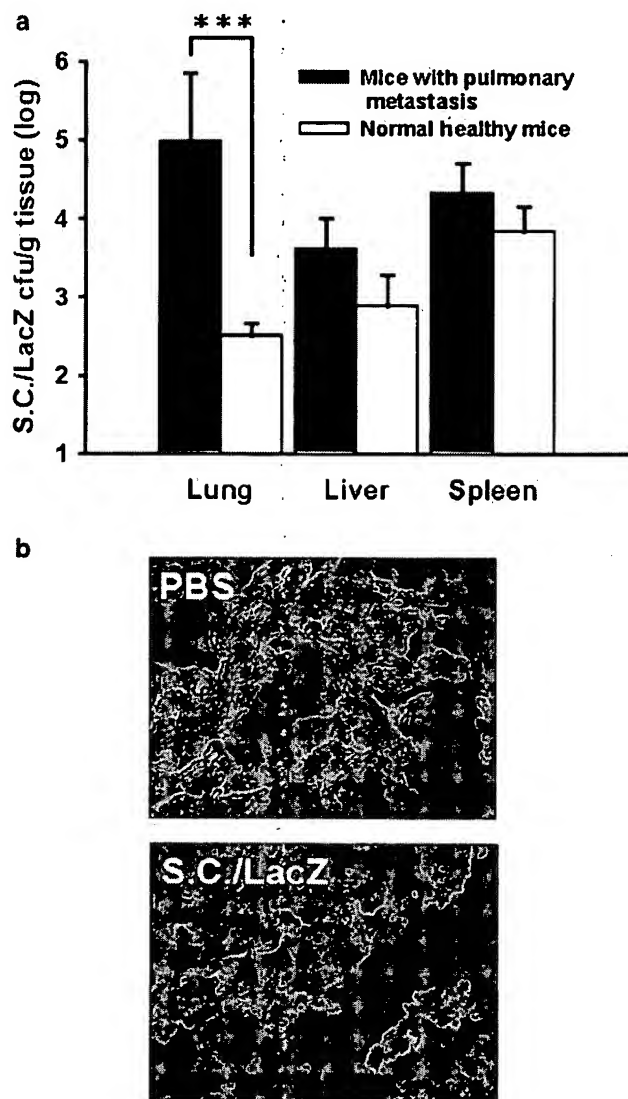 a
***
S.C./LacZ cfu/g tissue (log)
6
5
4
3
2
1
Mice with pulmonary
metastasis
Normal healthy mice
Lung Liver Spleen
b
PBS
S.C./LacZ